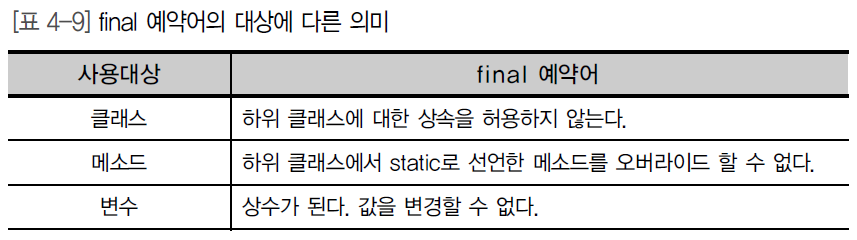 [표 4-9] final 예약어의 대상에 다른 의미
사용대상 final 예약어
클래스 하위 클래스에 대한 상속을 허용하지 않는다.
메소드 하위 클래스에서 static로 선언한 메소드를 오버라이드 할 수 없다.
변수 상수가 된다. 값을 변경할 수 없다.